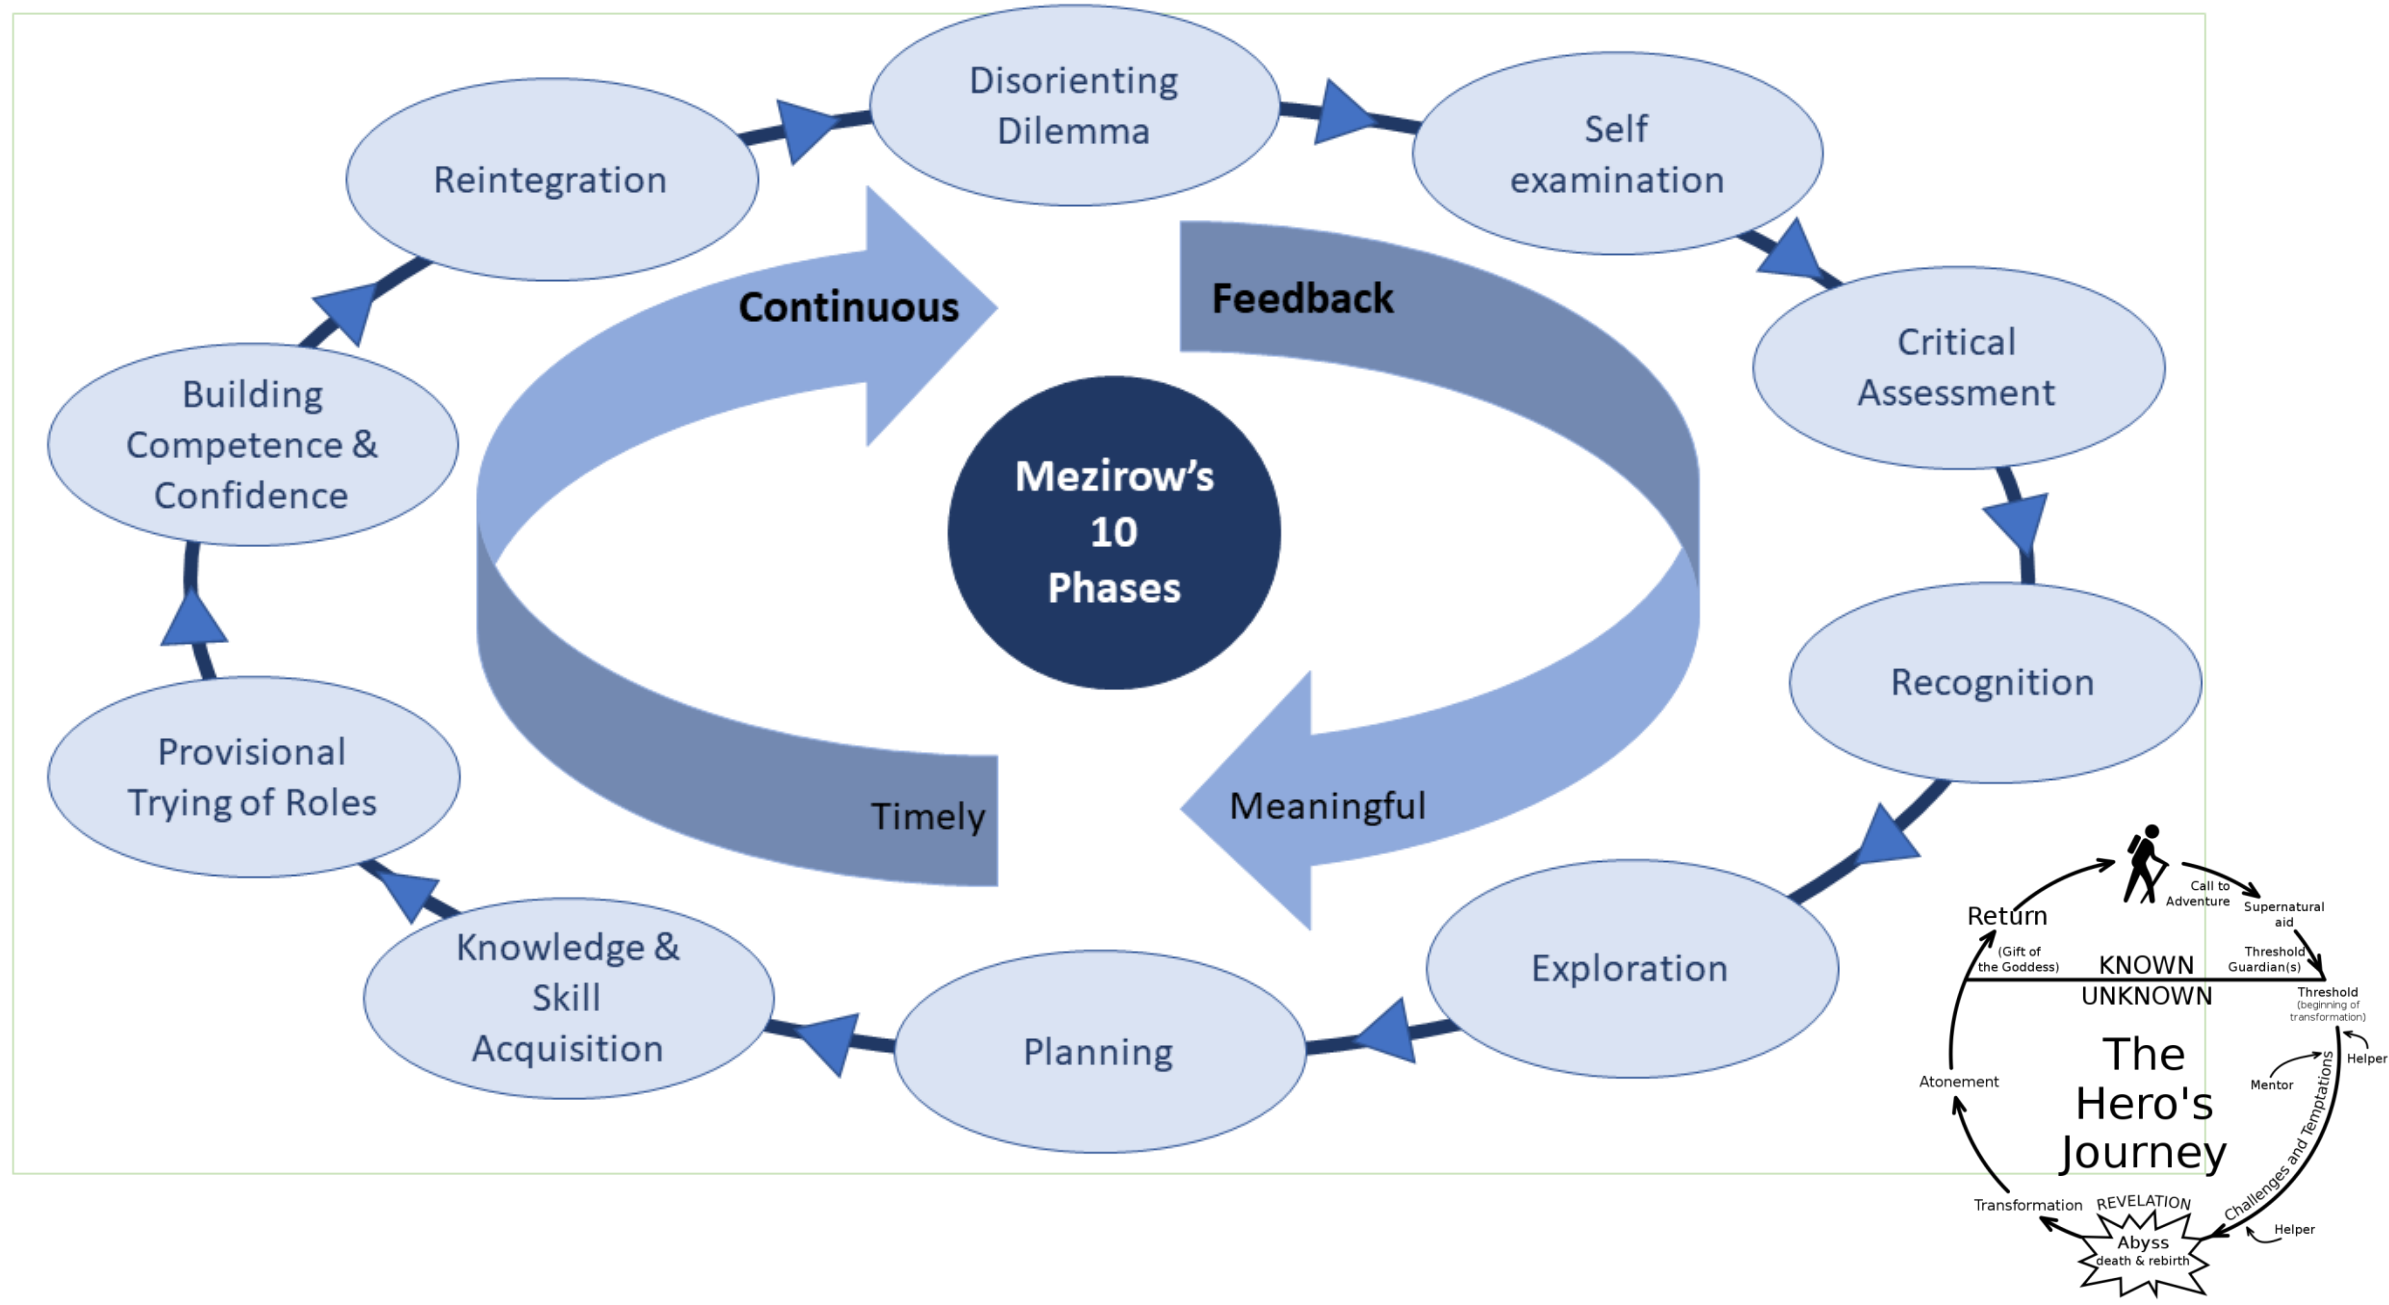 Disorienting
Dilemma
Self
examination
Critical
Assessment
Recognition
Exploration
Planning
Knowledge &
Skill
Acquisition
Provisional
Trying of Roles
Building
Competence &
Confidence
Reintegration
Continuous
Feedback
Meaningful
Timely
Mezirow’s
10
Phases
Call to
Adventure
Supernatural
aid
Threshold
Guardian(s)
KNOWN
UNKNOWN
Threshold
(beginning of
transformation)
Helper
Mentor
Challenges and Temptations
Helper
REVELATION
Abyss
death & rebirth
Transformation
Atonement
Return
(Gift of
the Goddess)
The
Hero's
Journey